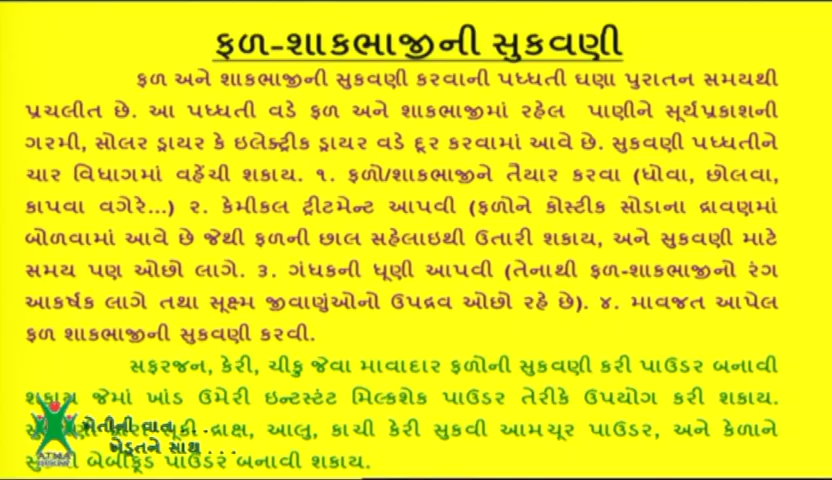 ફળ-શાકભાજીની સુકવણી
ફળ અને શાકભાજીની સુકવણી કરવાની પધ્ધતી ઘણા પુરાતન સમયથી
પ્રચલીત છે. આ પધ્ધતી વડે ફળ અને શાકભાજીમાં રહેલ પાણીને સૂર્યપ્રકાશની
ગરમી, સોલર ડ્રાયર કે ઇલેક્ટ્રીક ડ્રાયર વડે દૂર કરવામાં આવે છે. સુકવણી પધ્ધતીને
ચાર વિધાગમાં વહેંચી શકાય. ૧. ફળો/શાકભાજીને તૈયાર કરવા (ધોવા, છોલવા,
કાપવા વગેરે...) ૨. કેમીકલ ટ્રીટમેન્ટ આપવી (ફળોને કોસ્ટીક સોડાના દ્રાવણમાં
બોળવામાં આવે છે જેથી ફળની છાલ સહેલાઇથી ઉતારી શકાય, અને સુકવણી માટે
સમય પણ ઓછો લાગે. ૩. ગંધકની ધૂણી આપવી (તેનાથી ફળ-શાકભાજીનો રંગ
આકર્ષક લાગે તથા સૂક્ષ્મ જીવાણુંઓનો ઉપદ્રવ ઓછો રહે છે). ૪. માવજત આપેલ
ફળ શાકભાજીની સુકવણી કરવી.
સફરજન, કેરી, ચીકુ જેવા માવાદાર ફળોની સુકવણી કરી પાઉડર બનાવી
શકાય જેમાં ખાંડ ઉમેરી ઇન્ટસ્ટંટ મિલ્કશેક પાઉડર તેરીકે ઉપયોગ કરી શકાય.
દ્રાક્ષ, આલુ, કાચી કેરી સુકવી આમચૂર પાઉડર, અને કેળાને
બેબીફૂડ પાઉડર બનાવી શકાય.
ખેતીની વાત . . .
ખેડૂતને સાથ . . .
ATMA